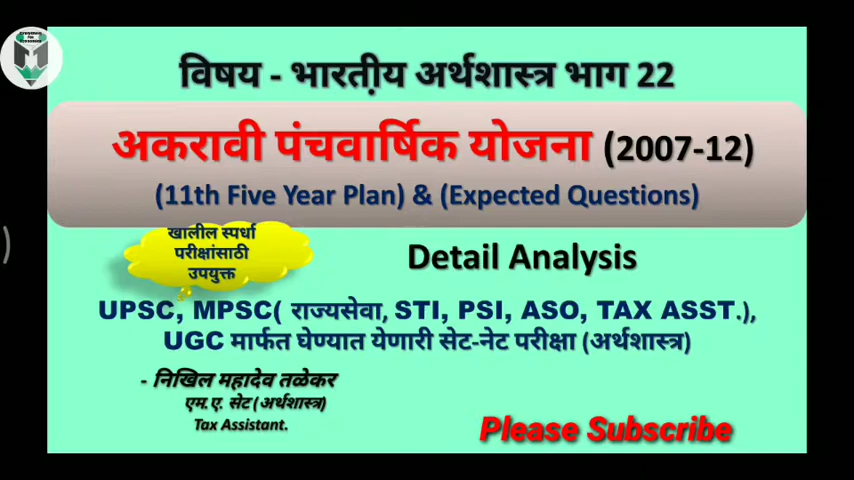 विषय - भारतीय अर्थशास्त्र भाग 22
अकरावी पंचवार्षिक योजना (2007-12)
(11th Five Year Plan) & (Expected Questions)
खालील स्पर्धा
परीक्षांसाठी
उपयुक्त
Detail Analysis
UPSC, MPSC( राज्यसेवा, STI, PSI, ASO, TAX ASST.),
UGC मार्फत घेण्यात येणारी सेट-नेट परीक्षा (अर्थशास्त्र)
- निखिल महादेव तळेकर
एम. ए. सेट (अर्थशास्त्र)
Tax Assistant.
Please Subscribe